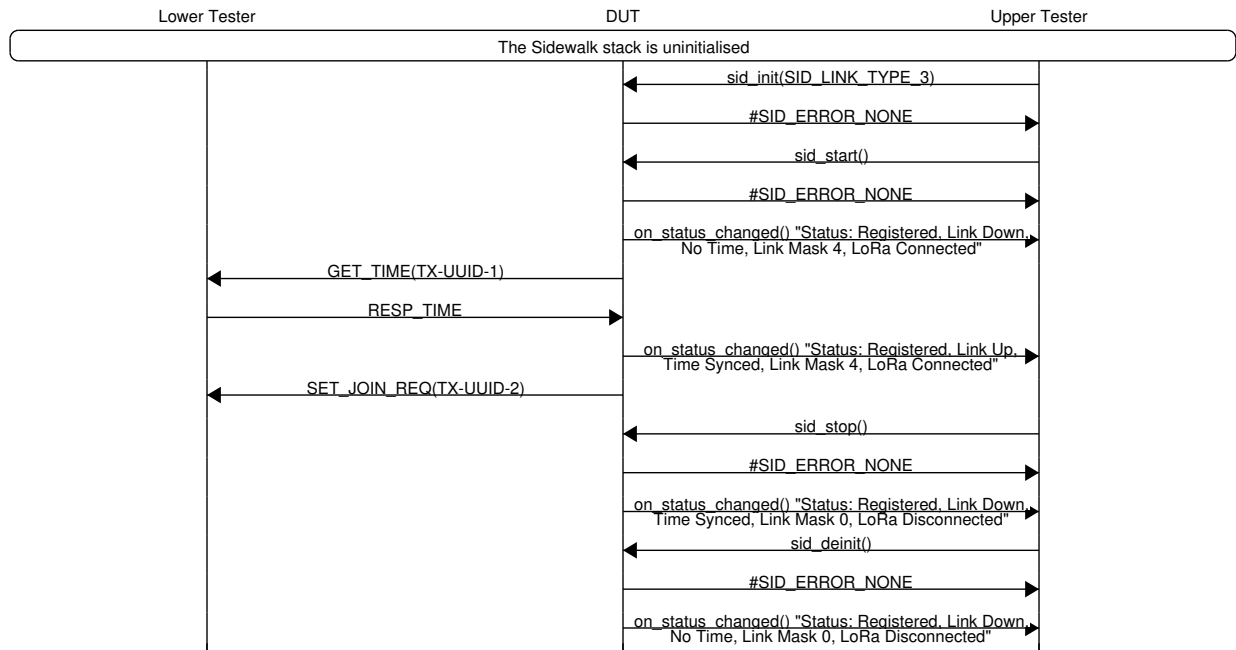 Lower Tester DUT Upper Tester
The Sidewalk stack is uninitialised
sid_init(SID_LINK_TYPE_3)
#SID_ERROR_NONE
sid_start()
#SID_ERROR_NONE
on_status_changed() "Status: Registered, Link Down,
No Time, Link Mask 4, LoRa Connected"
GET_TIME(TX-UUID-1)
RESP_TIME
on_status_changed() "Status: Registered, Link Up,
Time Synced, Link Mask 4, LoRa Connected"
SET_JOIN_REQ(TX-UUID-2)
sid_stop()
#SID_ERROR_NONE
on_status_changed() "Status: Registered, Link Down,
Time Synced, Link Mask 0, LoRa Disconnected"
sid_deinit()
#SID_ERROR_NONE
on_status_changed() "Status: Registered, Link Down,
No Time, Link Mask 0, LoRa Disconnected"